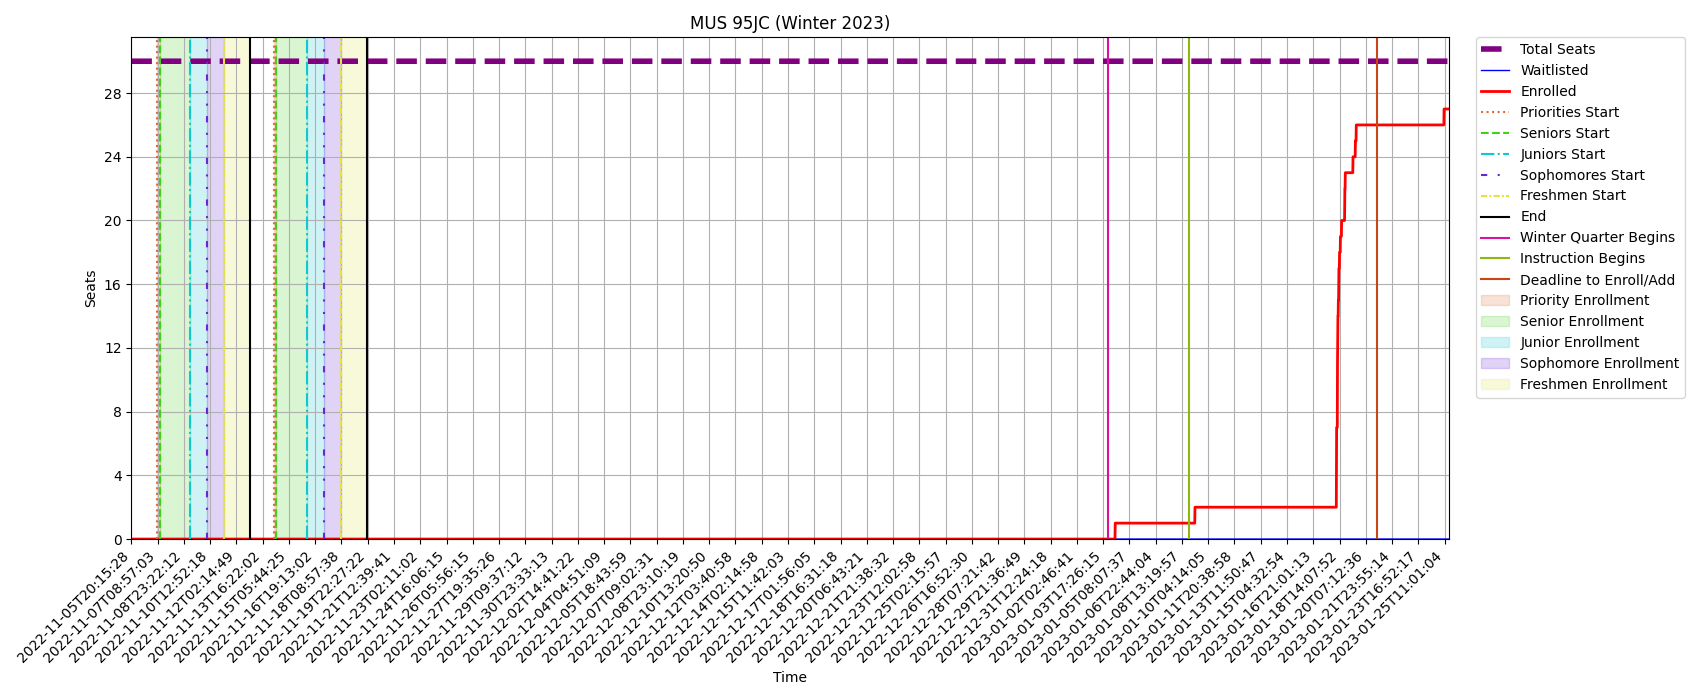 MUS 95JC (Winter 2023)
Seats
28
24
20
16
12
8
4
0
2022-11-05T20:15:28
2022-11-07T08:57:03
2022-11-08T23:22:12
2022-11-10T12:52:18
2022-11-12T02:14:49
2022-11-13T16:22:02
2022-11-15T05:44:25
2022-11-16T19:13:02
2022-11-18T08:57:38
2022-11-19T22:27:22
2022-11-21T12:39:41
2022-11-23T02:11:02
2022-11-24T16:06:15
2022-11-26T05:56:15
2022-11-27T19:35:26
2022-11-29T09:37:12
2022-11-30T23:33:13
2022-12-02T14:41:22
2022-12-04T04:51:09
2022-12-05T18:43:59
2022-12-07T09:02:31
2022-12-08T23:10:19
2022-12-10T13:20:50
2022-12-12T03:40:58
2022-12-14T02:14:58
2022-12-15T11:42:03
2022-12-17T01:56:05
2022-12-18T16:31:18
2022-12-20T06:43:21
2022-12-21T21:38:32
2022-12-23T12:02:58
2022-12-25T02:15:57
2022-12-26T16:52:30
2022-12-28T07:21:42
2022-12-29T21:36:49
2022-12-31T12:24:18
2023-01-02T02:46:41
2023-01-03T17:26:15
2023-01-05T08:07:37
2023-01-06T22:44:04
2023-01-08T13:19:57
2023-01-10T04:14:05
2023-01-11T20:38:58
2023-01-13T11:50:47
2023-01-15T04:32:54
2023-01-16T21:01:13
2023-01-18T14:07:52
2023-01-20T07:12:36
2023-01-21T23:55:14
2023-01-23T16:52:17
2023-01-25T11:01:04
Time
Total Seats
Waitlisted
Enrolled
Priorities Start
Seniors Start
Juniors Start
Sophomores Start
Freshmen Start
End
Winter Quarter Begins
Instruction Begins
Deadline to Enroll/Add
Priority Enrollment
Senior Enrollment
Junior Enrollment
Sophomore Enrollment
Freshmen Enrollment